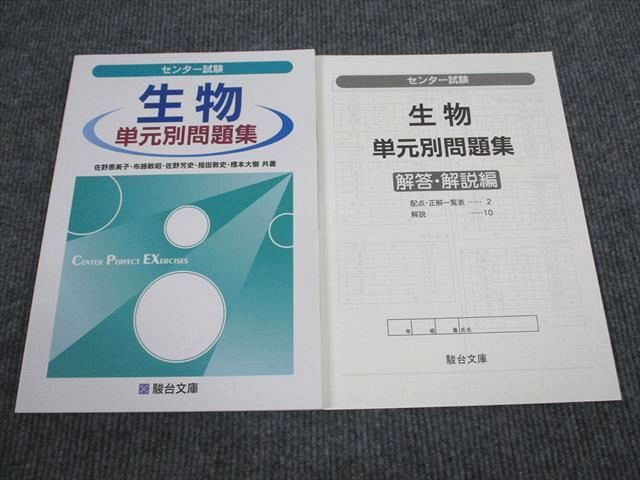 センター試験
生物
単元別問題集
佐野恵美子・布施敏昭・佐野芳史・指田敦史・橋本大樹 共著
CENTER PERFECT EXERCISES
駿台文庫
センター試験
生物
単元別問題集
解答・解説編
配点・正解一覧表 …… 2
解説 ……10
年 組 番 氏名
駿台文庫